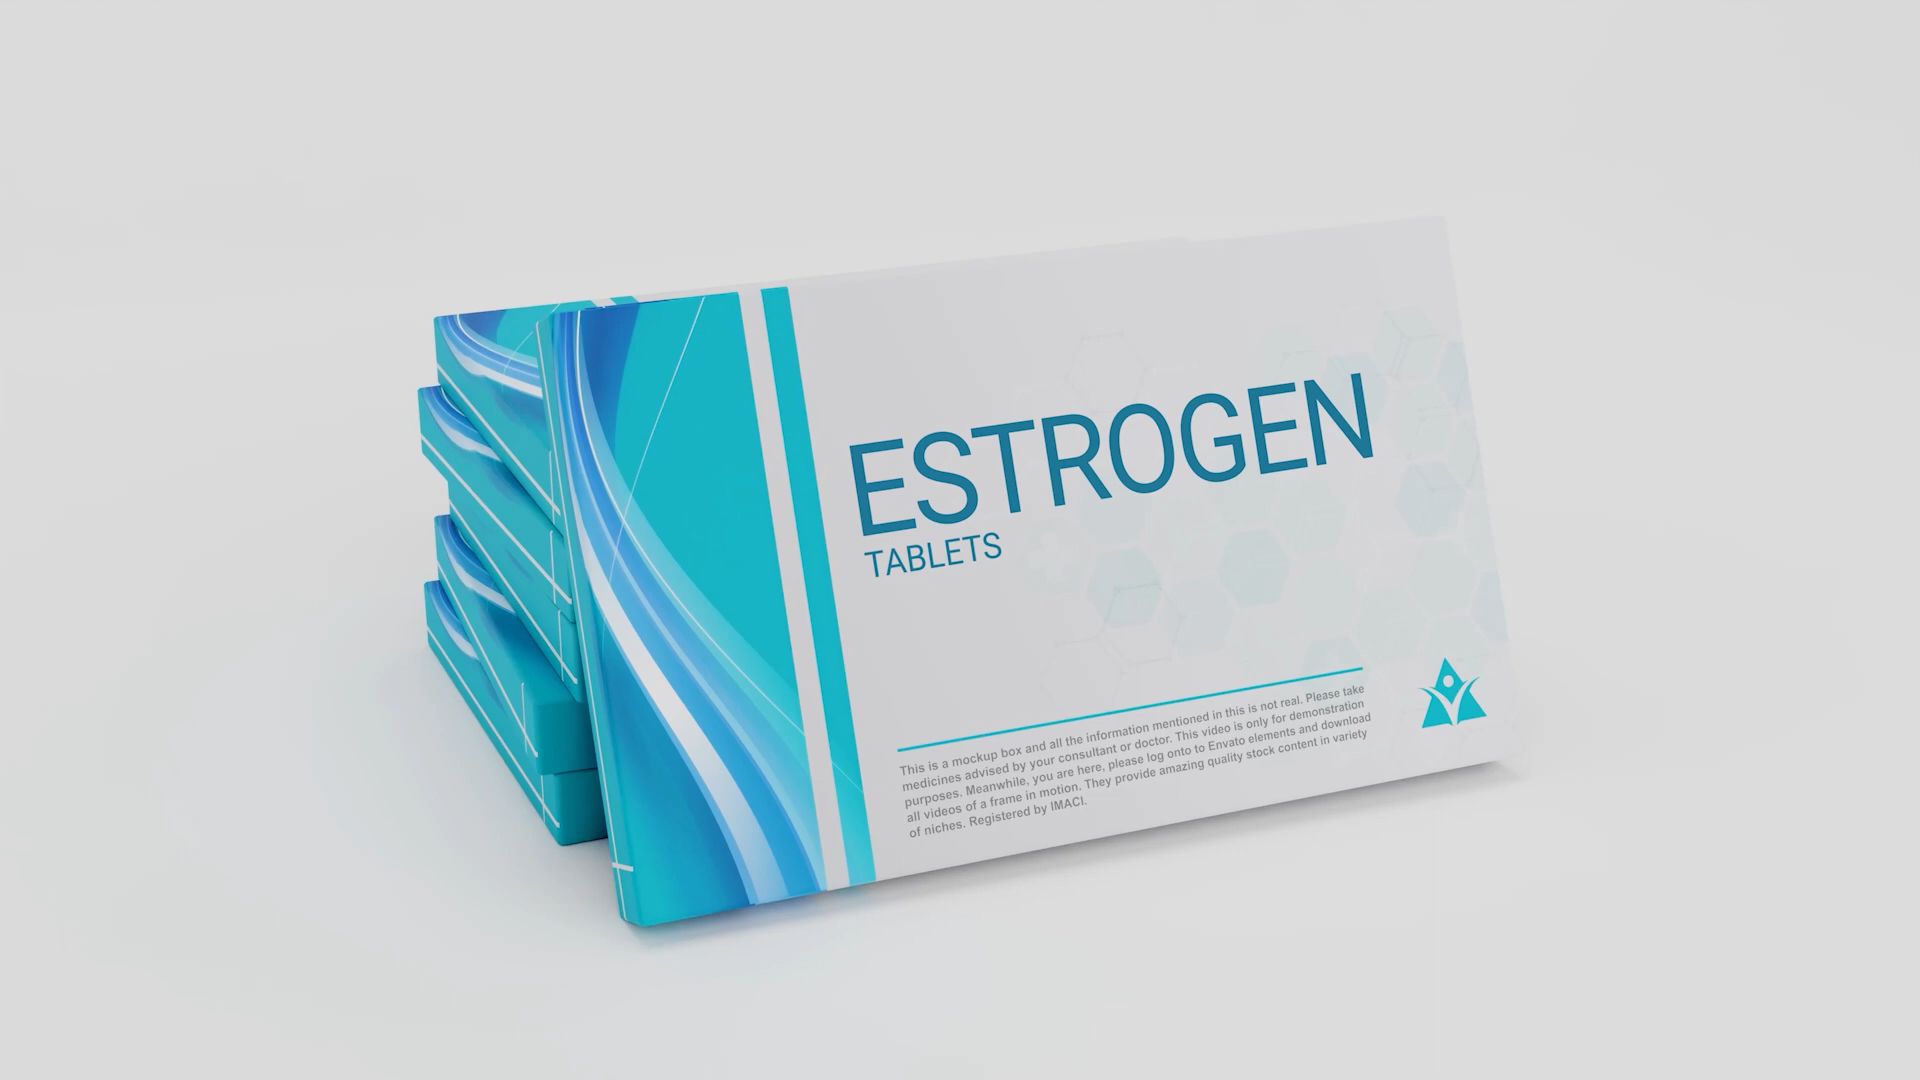 ESTROGEN
TABLETS
This is a mockup box and all the information mentioned in this is not real. Please take
medicines advised by your consultant or doctor. This video is only for demonstration
purposes. Meanwhile, you are here, please log onto to Envato elements and download
all videos of a frame in motion. They provide amazing quality stock content in variety
of niches. Registered by IMACI.